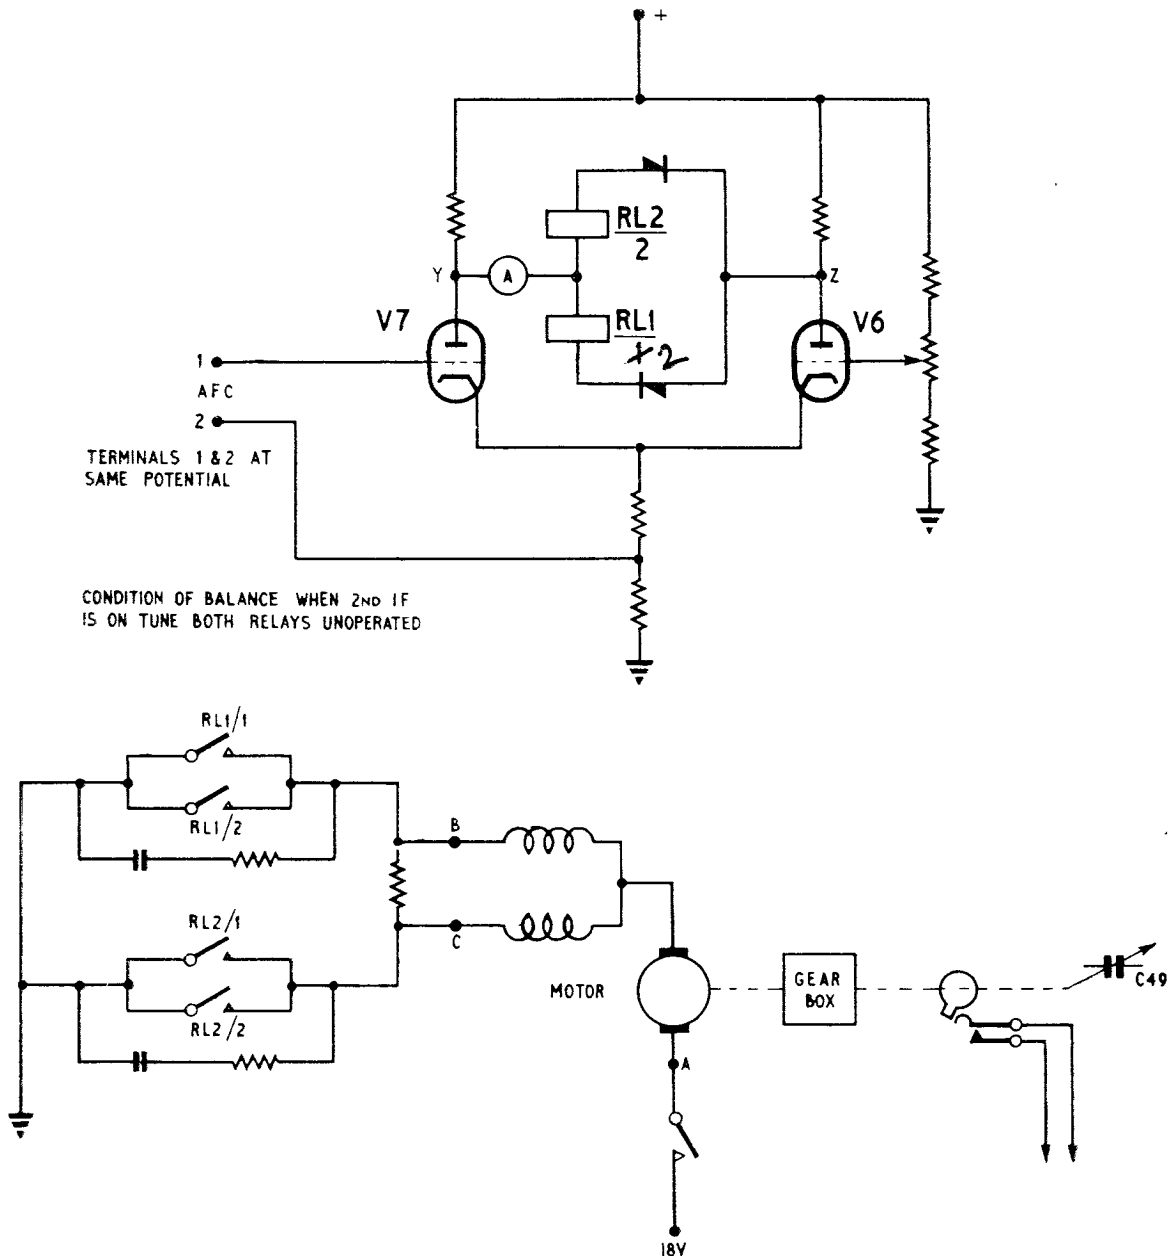 +
RL2
2
Y
A
Z
V7
RL1
1 2
V6
1
AFC
2
TERMINALS 1 & 2 AT
SAME POTENTIAL
CONDITION OF BALANCE WHEN 2ND IF
IS ON TUNE BOTH RELAYS UNOPERATED
RL1/1
RL1/2
B
RL2/1
C
RL2/2
MOTOR
GEAR
BOX
C49
A
18V